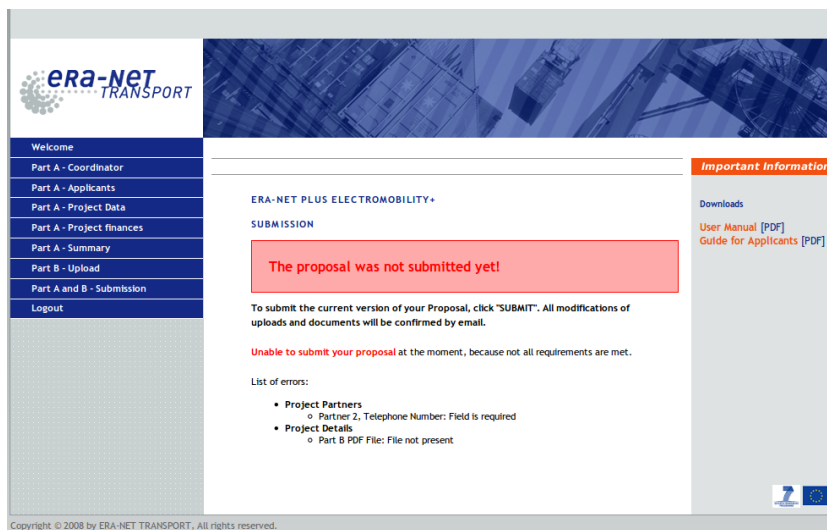 eRa-NeT
TRANSPORT
Welcome
Part A - Coordinator
Part A - Applicants
Part A - Project Data
Part A - Project finances
Part A - Summary
Part B - Upload
Part A and B - Submission
Logout
ERA-NET PLUS ELECTROMOBILITY+
SUBMISSION
The proposal was not submitted yet!
To submit the current version of your Proposal, click "SUBMIT". All modifications of
uploads and documents will be confirmed by email.
Unable to submit your proposal at the moment, because not all requirements are met.
List of errors:
• Project Partners
o Partner 2, Telephone Number: Field is required
• Project Details
o Part B PDF File: File not present
Important Information
Downloads
User Manual [PDF]
Guide for Applicants [PDF]
Copyright © 2008 by ERA-NET TRANSPORT, All rights reserved.